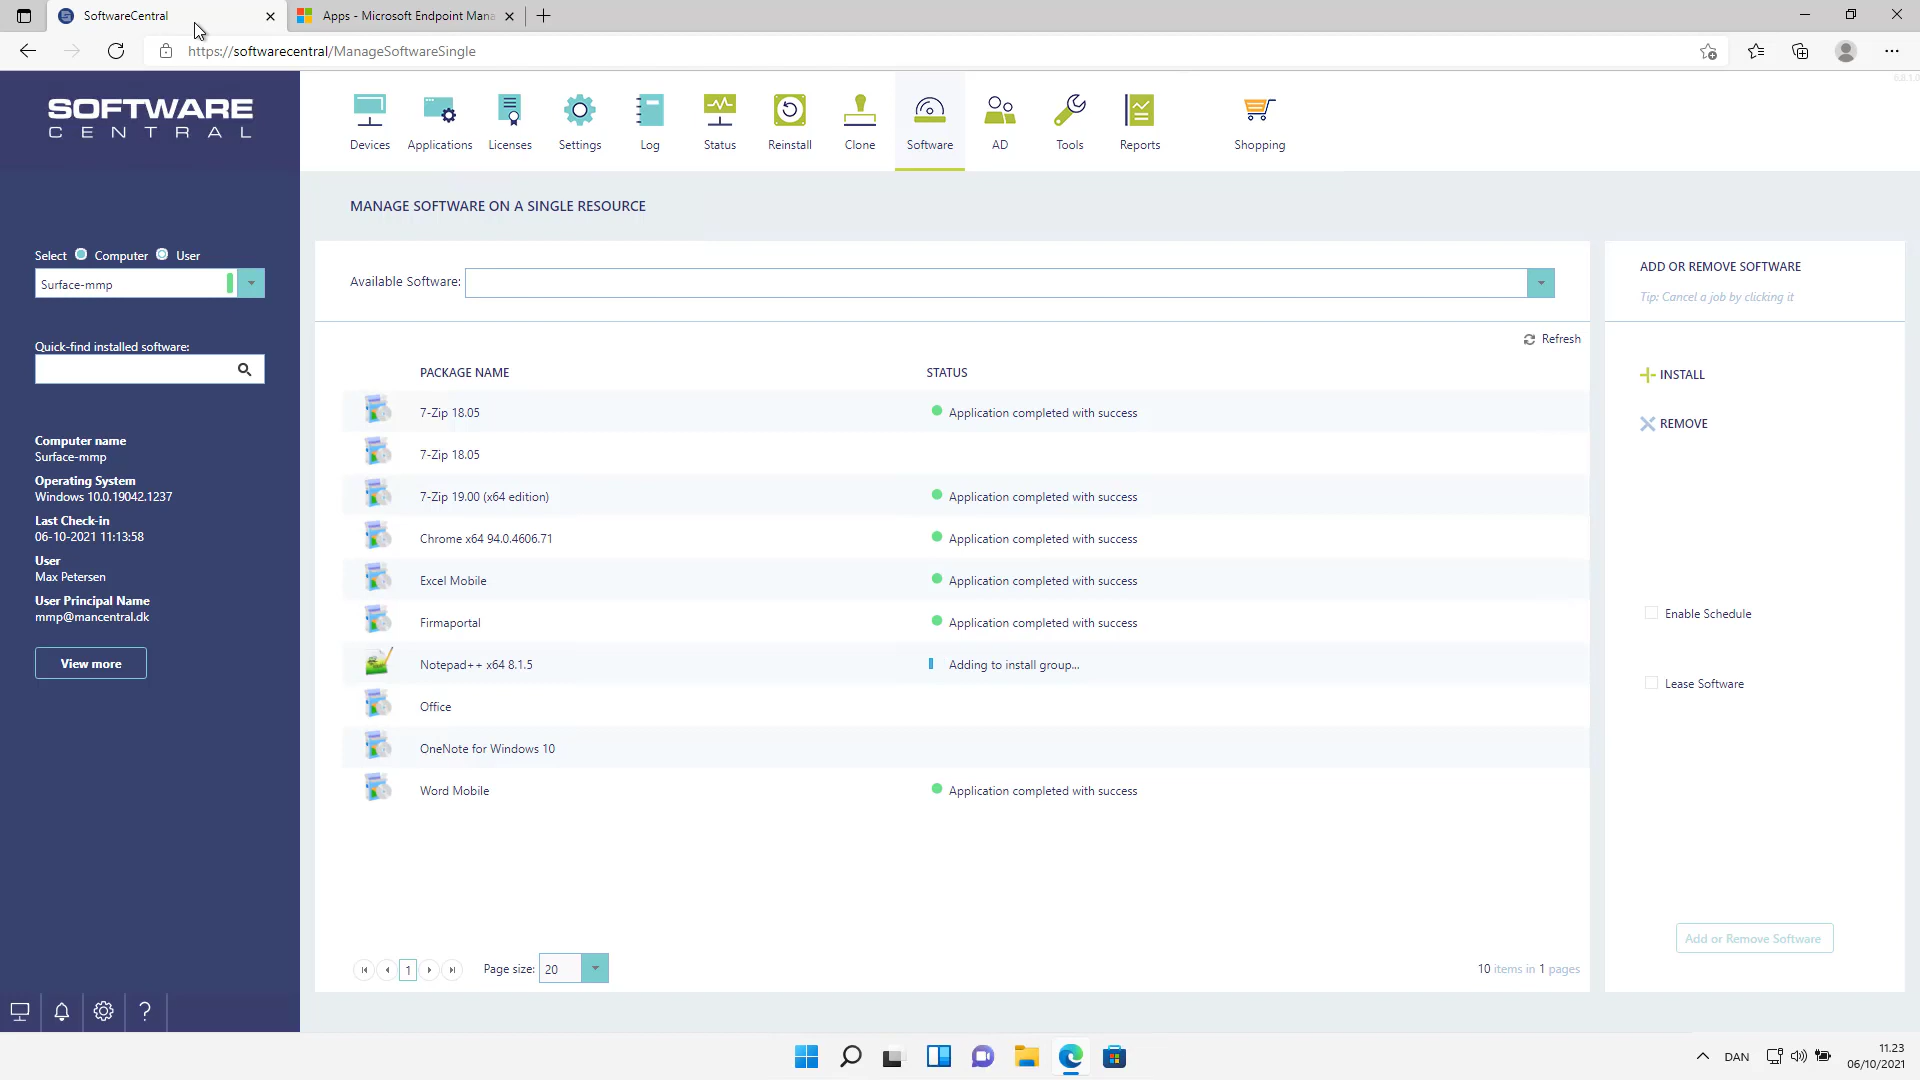 SoftwareCentral
Apps - Microsoft Endpoint Mana
https://softwarecentral/ManageSoftwareSingle
6.8.1.0
SOFTWARE
CENTRAL
Devices
Applications
Licenses
Settings
Log
Status
Reinstall
Clone
Software
AD
Tools
Reports
Shopping
MANAGE SOFTWARE ON A SINGLE RESOURCE
Select Computer User
Surface-mmp
Quick-find installed software:
Computer name
Surface-mmp
Operating System
Windows 10.0.19042.1237
Last Check-in
06-10-2021 11:13:58
User
Max Petersen
User Principal Name
mmp@mancentral.dk
View more
Available Software:
Refresh
PACKAGE NAME STATUS
7-Zip 18.05 Application completed with success
7-Zip 18.05
7-Zip 19.00 (x64 edition) Application completed with success
Chrome x64 94.0.4606.71 Application completed with success
Excel Mobile Application completed with success
Firmaportal Application completed with success
Notepad++ x64 8.1.5 Adding to install group...
Office
OneNote for Windows 10
Word Mobile Application completed with success
1 Page size: 20 10 items in 1 pages
ADD OR REMOVE SOFTWARE
Tip: Cancel a job by clicking it
INSTALL
REMOVE
Enable Schedule
Lease Software
Add or Remove Software
DAN
11.23
06/10/2021